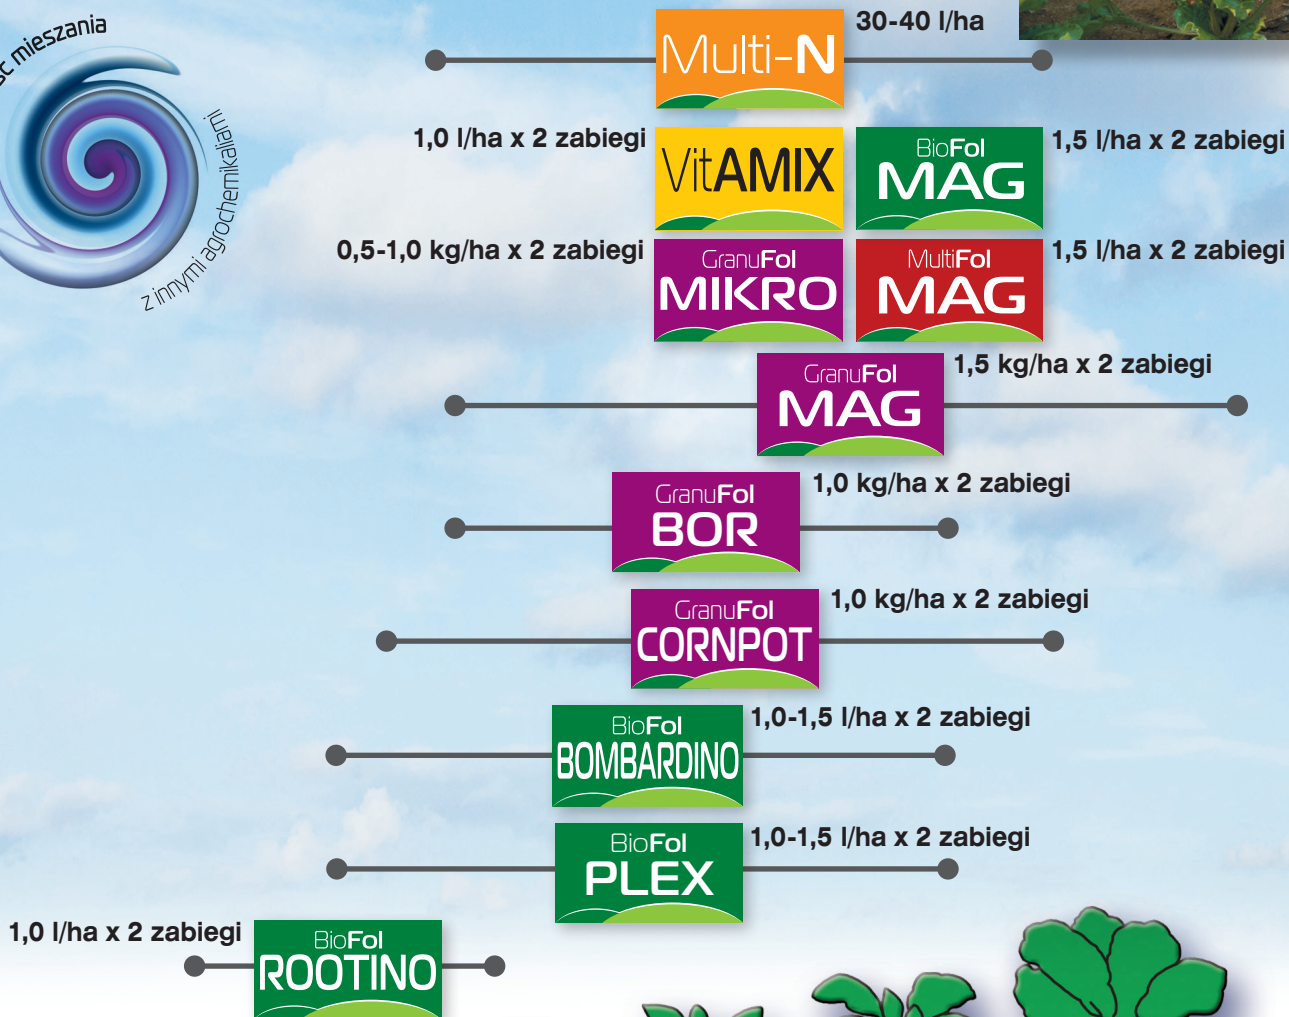 mieszania
z innymi agrochemikaliami
30-40 l/ha
Multi-N
1,0 l/ha x 2 zabiegi
VitAMIX
BioFol
MAG
1,5 l/ha x 2 zabiegi
0,5-1,0 kg/ha x 2 zabiegi
GranuFol
MIKRO
MultiFol
MAG
1,5 l/ha x 2 zabiegi
GranuFol
MAG
1,5 kg/ha x 2 zabiegi
GranuFol
BOR
1,0 kg/ha x 2 zabiegi
GranuFol
CORNPOT
1,0 kg/ha x 2 zabiegi
BioFol
BOMBARDINO
1,0-1,5 l/ha x 2 zabiegi
BioFol
PLEX
1,0-1,5 l/ha x 2 zabiegi
1,0 l/ha x 2 zabiegi
BioFol
ROOTINO